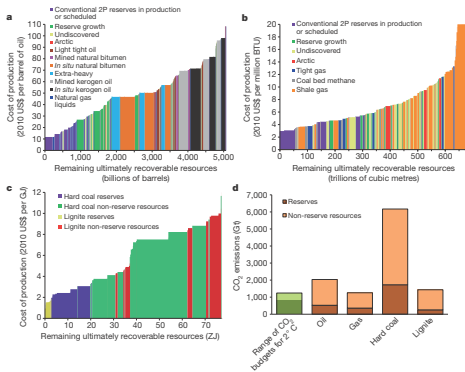 a
Conventional 2P reserves in production
or scheduled
Reserve growth
Undiscovered
Arctic
Light tight oil
Mined natural bitumen
In situ natural bitumen
Extra-heavy
Mined kerogen oil
In situ kerogen oil
Natural gas
liquids
Cost of production
(2010 US$ per barrel of oil)
110
100
90
80
70
60
50
40
30
20
10
0
0 1,000 2,000 3,000 4,000 5,000
Remaining ultimately recoverable resources
(billions of barrels)
b
Conventional 2P reserves in production
or scheduled
Reserve growth
Undiscovered
Arctic
Tight gas
Coal bed methane
Shale gas
Cost of production
(2010 US$ per million BTU)
20
18
16
14
12
10
8
6
4
2
0
0 100 200 300 400 500 600
Remaining ultimately recoverable resources
(trillions of cubic metres)
c
Hard coal reserves
Hard coal non-reserve resources
Lignite reserves
Lignite non-reserve resources
Cost of production (2010 US$ per GJ)
12
10
8
6
4
2
0
0 10 20 30 40 50 60 70
Remaining ultimately recoverable resources (ZJ)
d
Reserves
Non-reserve resources
CO2 emissions (Gt)
7,000
6,000
5,000
4,000
3,000
2,000
1,000
0
Range of CO2
budgets for 2° C
Oil
Gas
Hard coal
Lignite